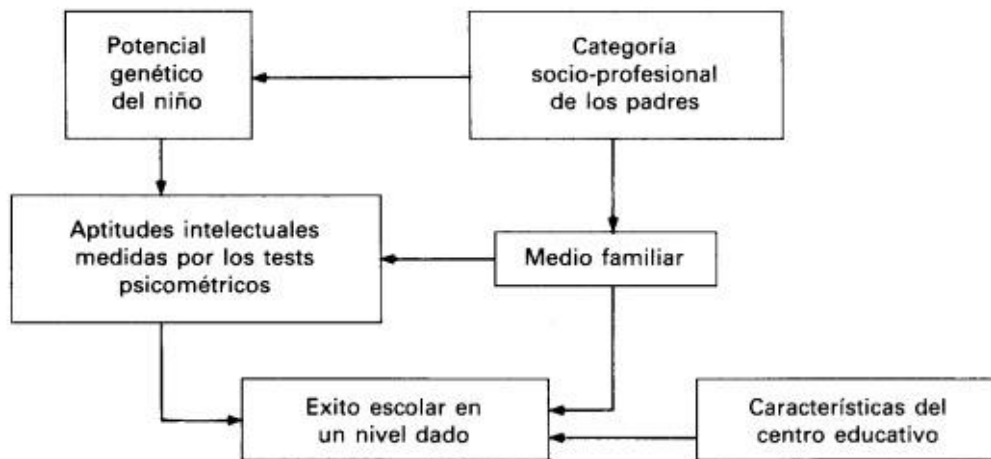 Potencial
genético
del niño
Categoría
socio-profesional
de los padres
Aptitudes intelectuales
medidas por los tests
psicométricos
Medio familiar
Exito escolar en
un nivel dado
Características del
centro educativo